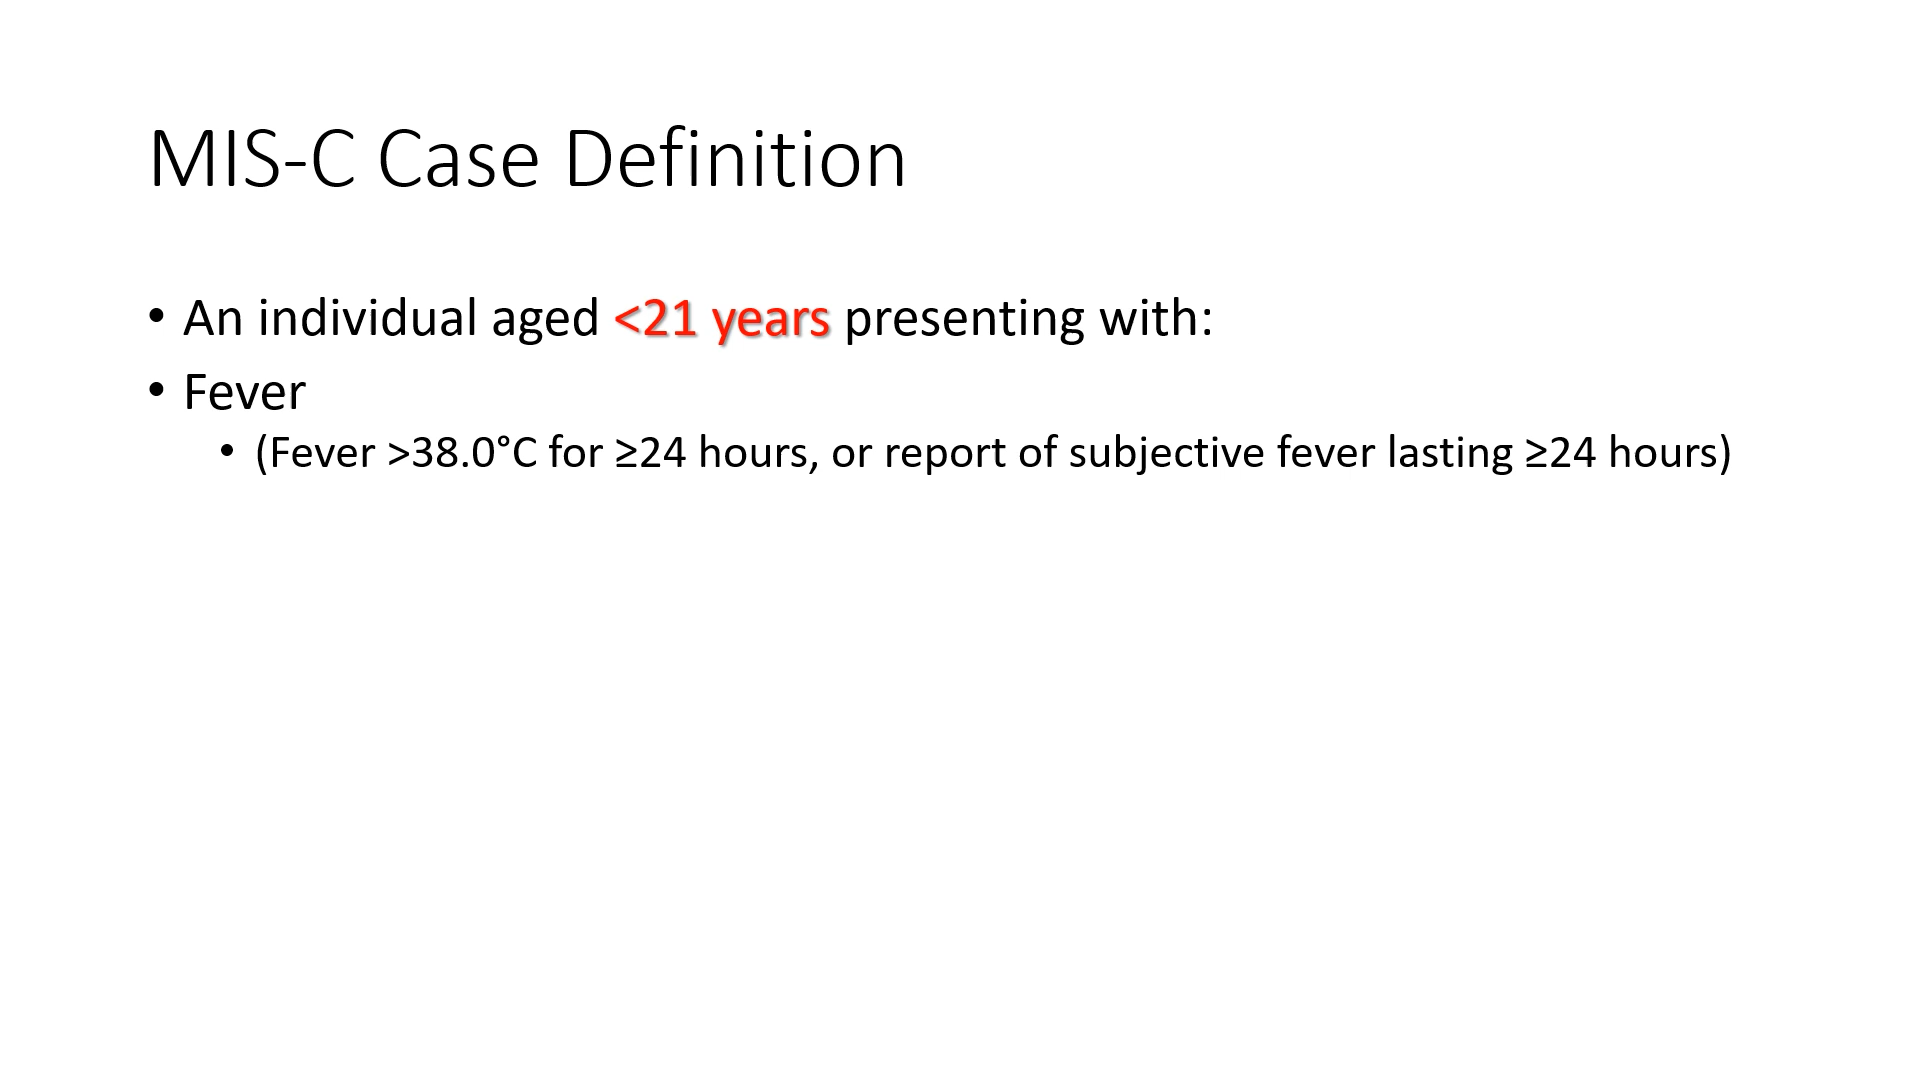 MIS-C Case Definition
• An individual aged <21 years presenting with:
• Fever
• (Fever >38.0°C for ≥24 hours, or report of subjective fever lasting ≥24 hours)